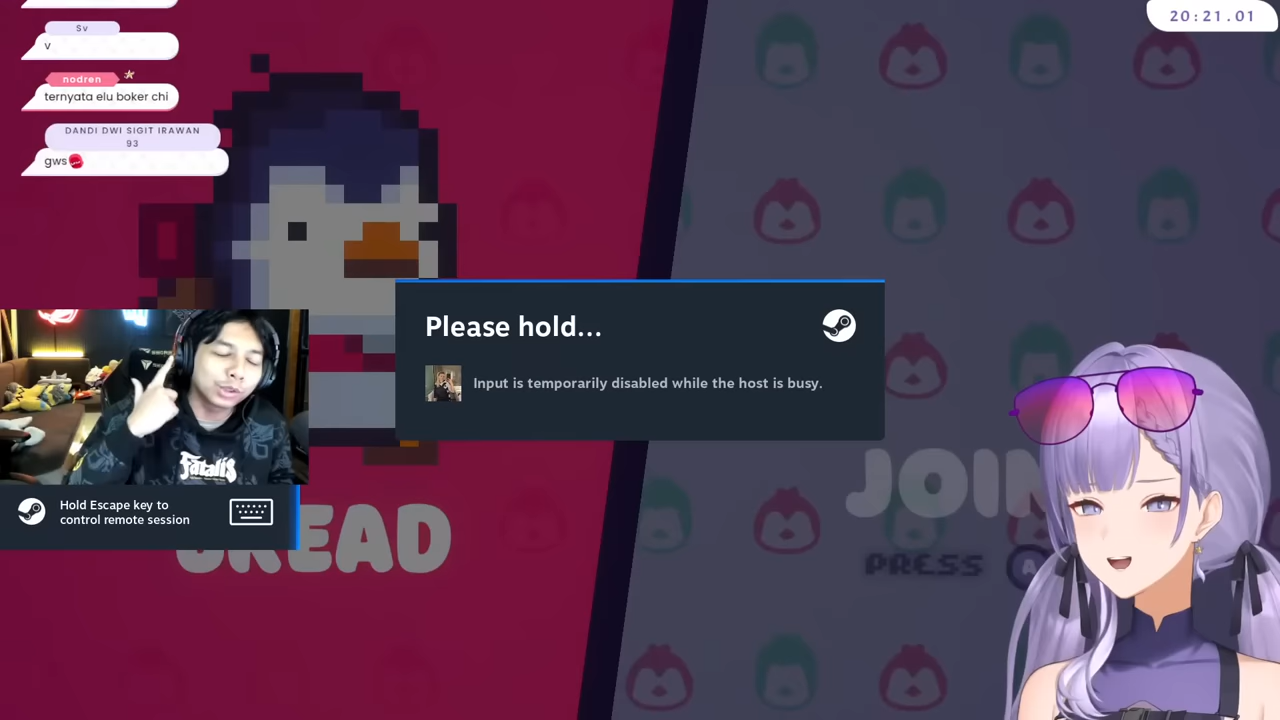 20:21.01
Sv
v
nodren
ternyata elu boker chi
DANDI DWI SIGIT IRAWAN
93
gws
Please hold...
Input is temporarily disabled while the host is busy.
Fatalis
Hold Escape key to
control remote session
JOIN
PRESS A